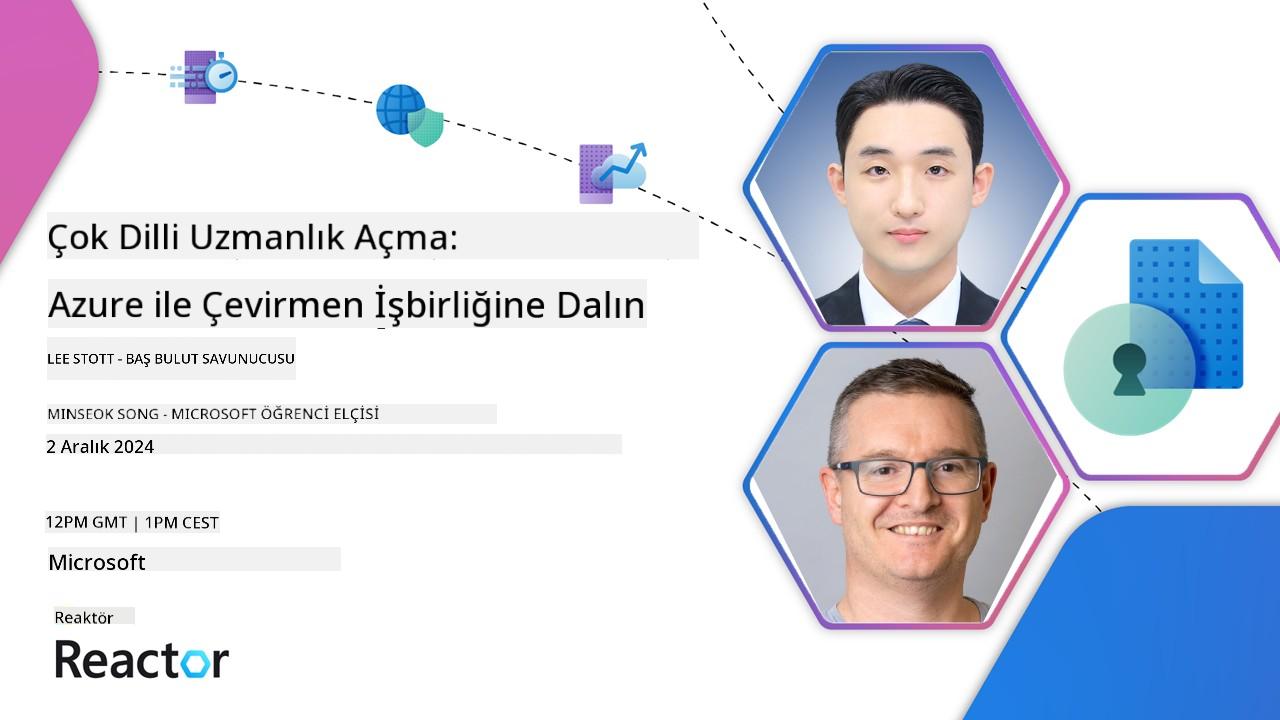 Çok Dilli Uzmanlık Açma:
Azure ile Çevirmen İşbirliğine Dalın
LEE STOTT - BAŞ BULUT SAVUNUCUSU
MINSEOK SONG - MICROSOFT ÖĞRENCİ ELÇİSİ
2 Aralık 2024
12PM GMT | 1PM CEST
Microsoft
Reaktör
Reactor